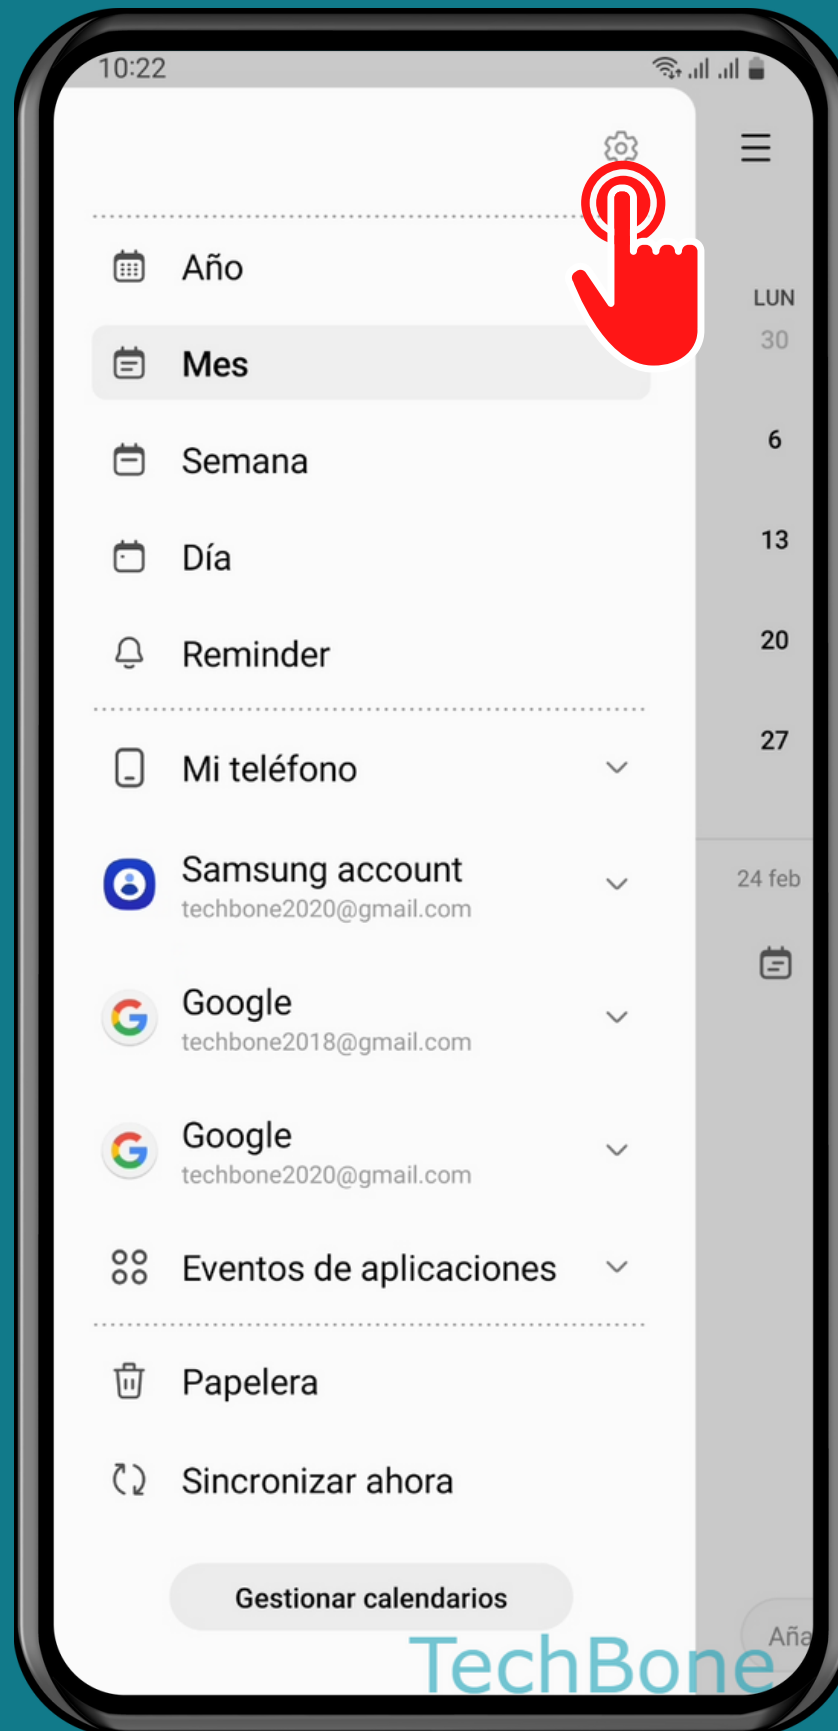 10:22
Año
Mes
Semana
Día
Reminder
Mi teléfono
Samsung account
techbone2020@gmail.com
Google
techbone2018@gmail.com
Google
techbone2020@gmail.com
Eventos de aplicaciones
Papelera
Sincronizar ahora
Gestionar calendarios
LUN
30
6
13
20
27
24 feb
Aña
TechBone